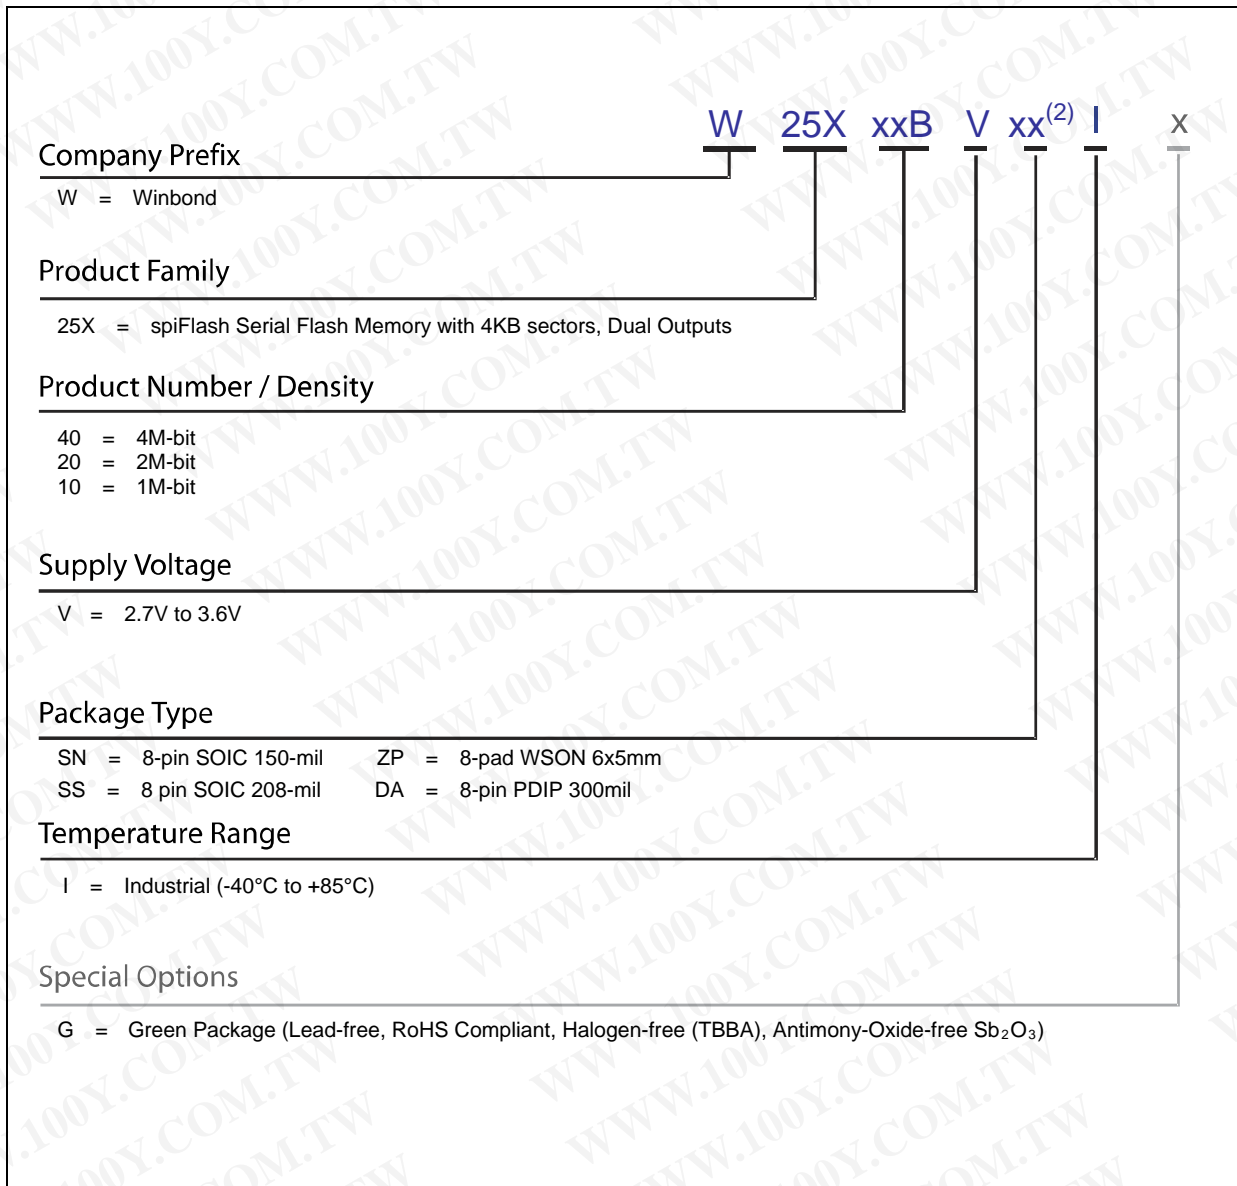 W 25X xxB V xx(2) I x
Company Prefix
W = Winbond
Product Family
25X = spiFlash Serial Flash Memory with 4KB sectors, Dual Outputs
Product Number / Density
40 = 4M-bit
20 = 2M-bit
10 = 1M-bit
Supply Voltage
V = 2.7V to 3.6V
Package Type
SN = 8-pin SOIC 150-mil ZP = 8-pad WSON 6x5mm
SS = 8 pin SOIC 208-mil DA = 8-pin PDIP 300mil
Temperature Range
I = Industrial (-40°C to +85°C)
Special Options
G = Green Package (Lead-free, RoHS Compliant, Halogen-free (TBBA), Antimony-Oxide-free Sb₂O₃)
WWW.100Y.COM.TW